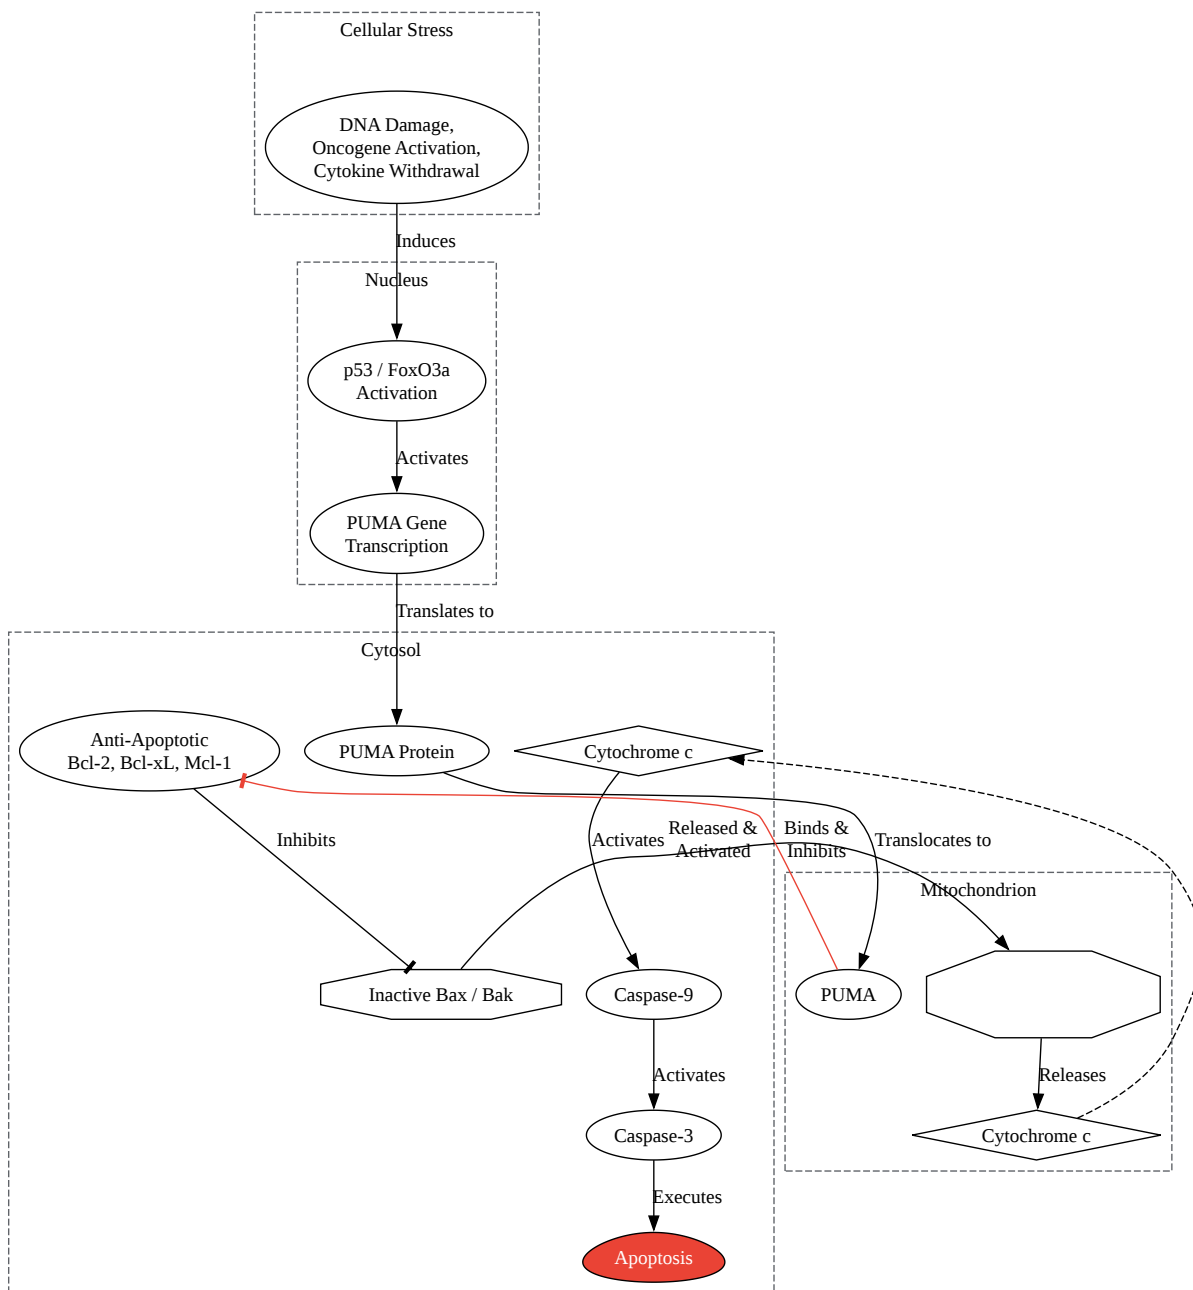 Cellular Stress
DNA Damage,
Oncogene Activation,
Cytokine Withdrawal
Induces
Nucleus
p53 / FoxO3a
Activation
Activates
PUMA Gene
Transcription
Translates to
Cytosol
Anti-Apoptotic
Bcl-2, Bcl-xL, Mcl-1
PUMA Protein
Cytochrome c
Inhibits
Activates
Released &
Activated
Binds &
Inhibits
Translocates to
Mitochondrion
Inactive Bax / Bak
Caspase-9
PUMA
Activates
Releases
Caspase-3
Cytochrome c
Executes
Apoptosis